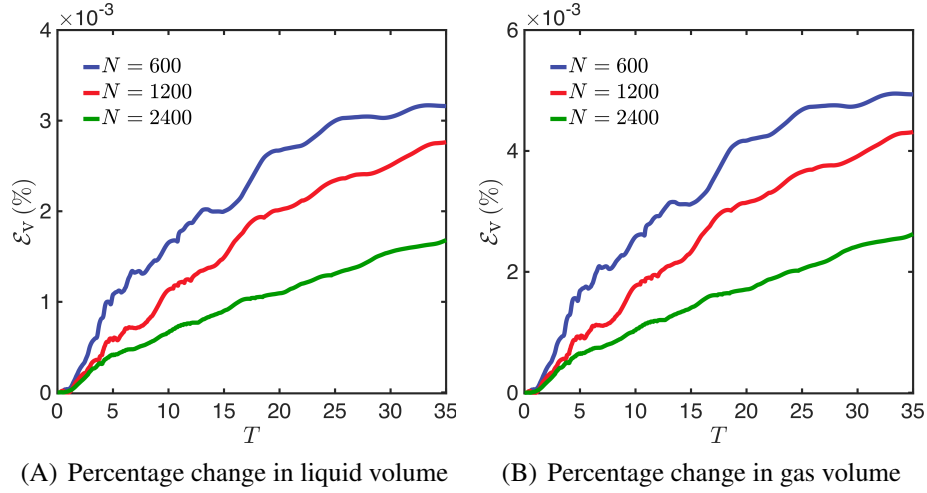 ×10⁻³
4
3
2
1
0
ℰ_V (%)
N = 600
N = 1200
N = 2400
0 5 10 15 20 25 30 35
T
(A) Percentage change in liquid volume
×10⁻³
6
4
2
0
ℰ_V (%)
N = 600
N = 1200
N = 2400
0 5 10 15 20 25 30 35
T
(B) Percentage change in gas volume